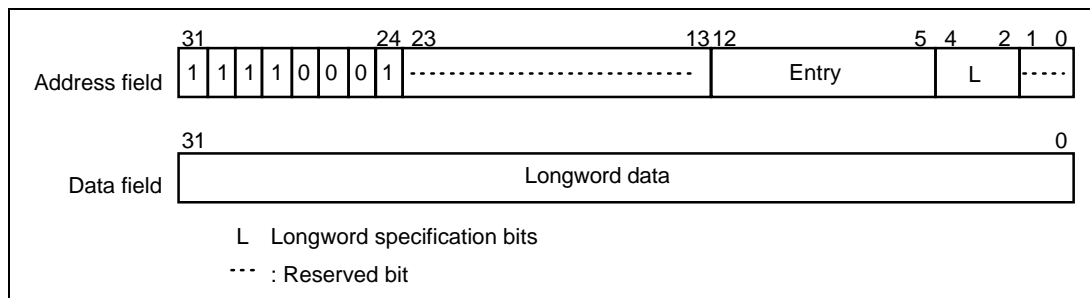 31 24 23 13 12 5 4 2 1 0
Address field 1 1 1 1 0 0 0 1 Entry L
31 0
Data field Longword data
L Longword specification bits
---- : Reserved bit